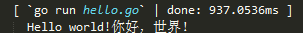 [ `go run hello.go` | done: 937.0536ms ]
Hello world!你好，世界！